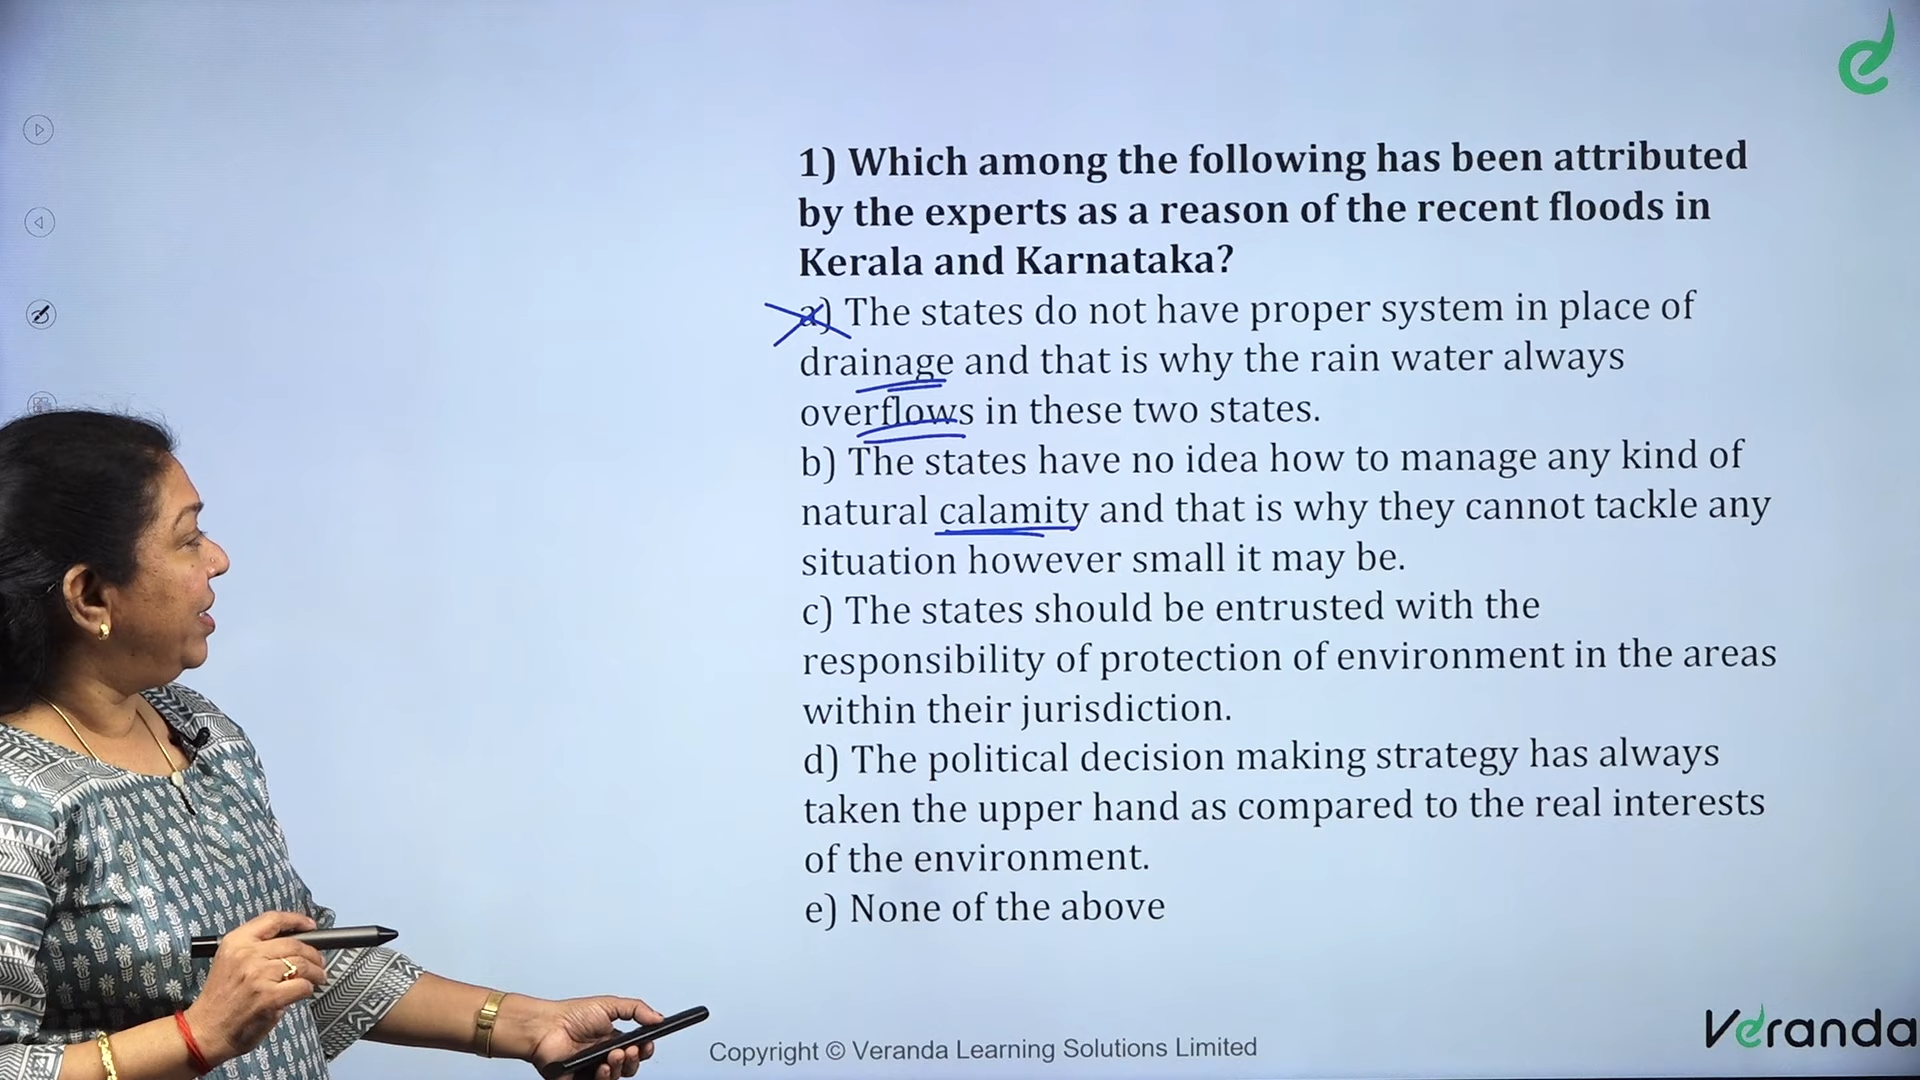 1) Which among the following has been attributed
by the experts as a reason of the recent floods in
Kerala and Karnataka?
a) The states do not have proper system in place of
drainage and that is why the rain water always
overflows in these two states.
b) The states have no idea how to manage any kind of
natural calamity and that is why they cannot tackle any
situation however small it may be.
c) The states should be entrusted with the
responsibility of protection of environment in the areas
within their jurisdiction.
d) The political decision making strategy has always
taken the upper hand as compared to the real interests
of the environment.
e) None of the above
Veranda
Copyright © Veranda Learning Solutions Limited